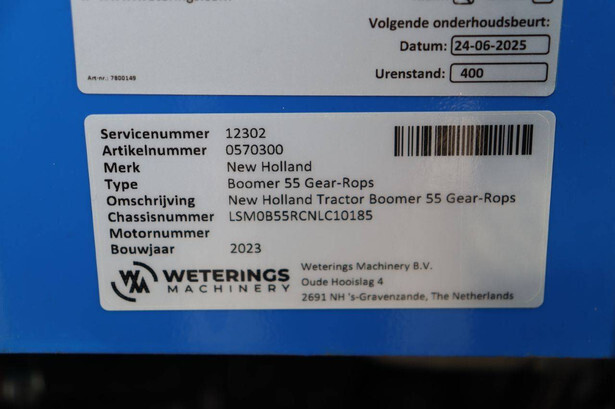 Volgende onderhoudsbeurt:
Datum: 24-06-2025
Urenstand: 400
Art-nr.: 7800149
Servicenummer 12302
Artikelnummer 0570300
Merk New Holland
Type Boomer 55 Gear-Rops
Omschrijving New Holland Tractor Boomer 55 Gear-Rops
Chassisnummer LSM0B55RCNLC10185
Motornummer
Bouwjaar 2023
WETERINGS
MACHINERY
Weterings Machinery B.V.
Oude Hooislag 4
2691 NH 's-Gravenzande, The Netherlands